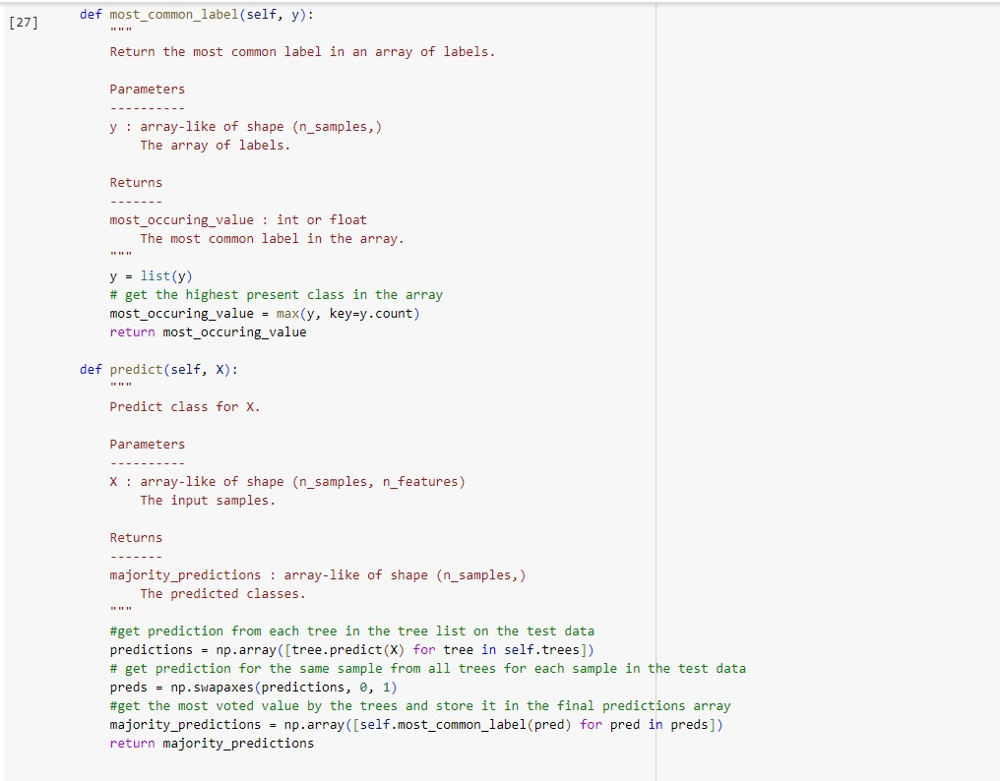 [27]
def most_common_label(self, y):
"""
Return the most common label in an array of labels.
Parameters
----------
y : array-like of shape (n_samples,)
The array of labels.
Returns
-------
most_occuring_value : int or float
The most common label in the array.
"""
y = list(y)
# get the highest present class in the array
most_occuring_value = max(y, key=y.count)
return most_occuring_value
def predict(self, X):
"""
Predict class for X.
Parameters
----------
X : array-like of shape (n_samples, n_features)
The input samples.
Returns
-------
majority_predictions : array-like of shape (n_samples,)
The predicted classes.
"""
#get prediction from each tree in the tree list on the test data
predictions = np.array([tree.predict(X) for tree in self.trees])
# get prediction for the same sample from all trees for each sample in the test data
preds = np.swapaxes(predictions, 0, 1)
#get the most voted value by the trees and store it in the final predictions array
majority_predictions = np.array([self.most_common_label(pred) for pred in preds])
return majority_predictions